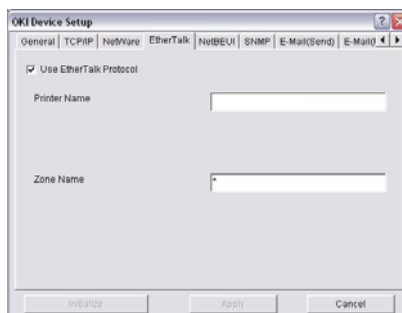 OKI Device Setup
General TCP/IP NetWare EtherTalk NetBEUI SNMP E-Mail(Send)
Use EtherTalk Protocol
Printer Name
Zone Name
*
Initialize Apply Cancel